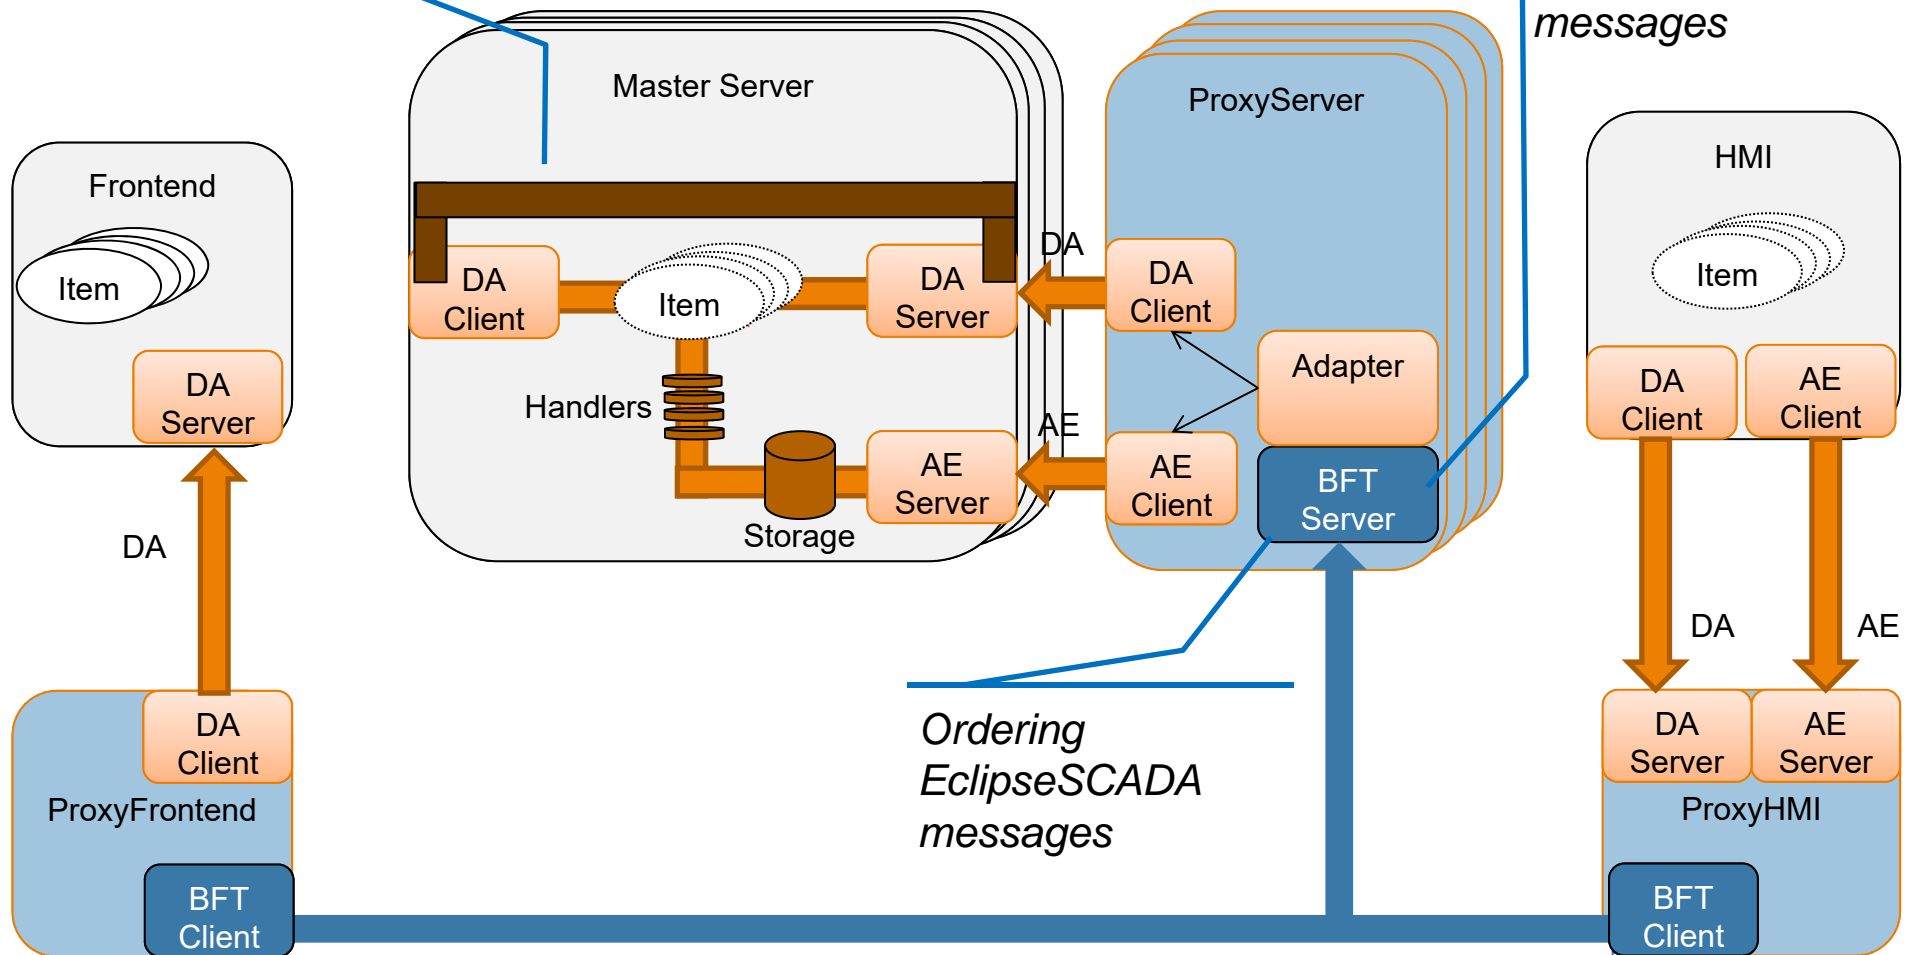 messages
Master Server
ProxyServer
HMI
Frontend
Item
DA
Server
DA
Client
Item
DA
Server
DA
DA
Client
Adapter
Handlers
AE
AE
Server
Storage
AE
Client
BFT
Server
Item
DA
Client
AE
Client
DA
DA
AE
DA
Client
ProxyFrontend
BFT
Client
Ordering
EclipseSCADA
messages
DA
Server
AE
Server
ProxyHMI
BFT
Client